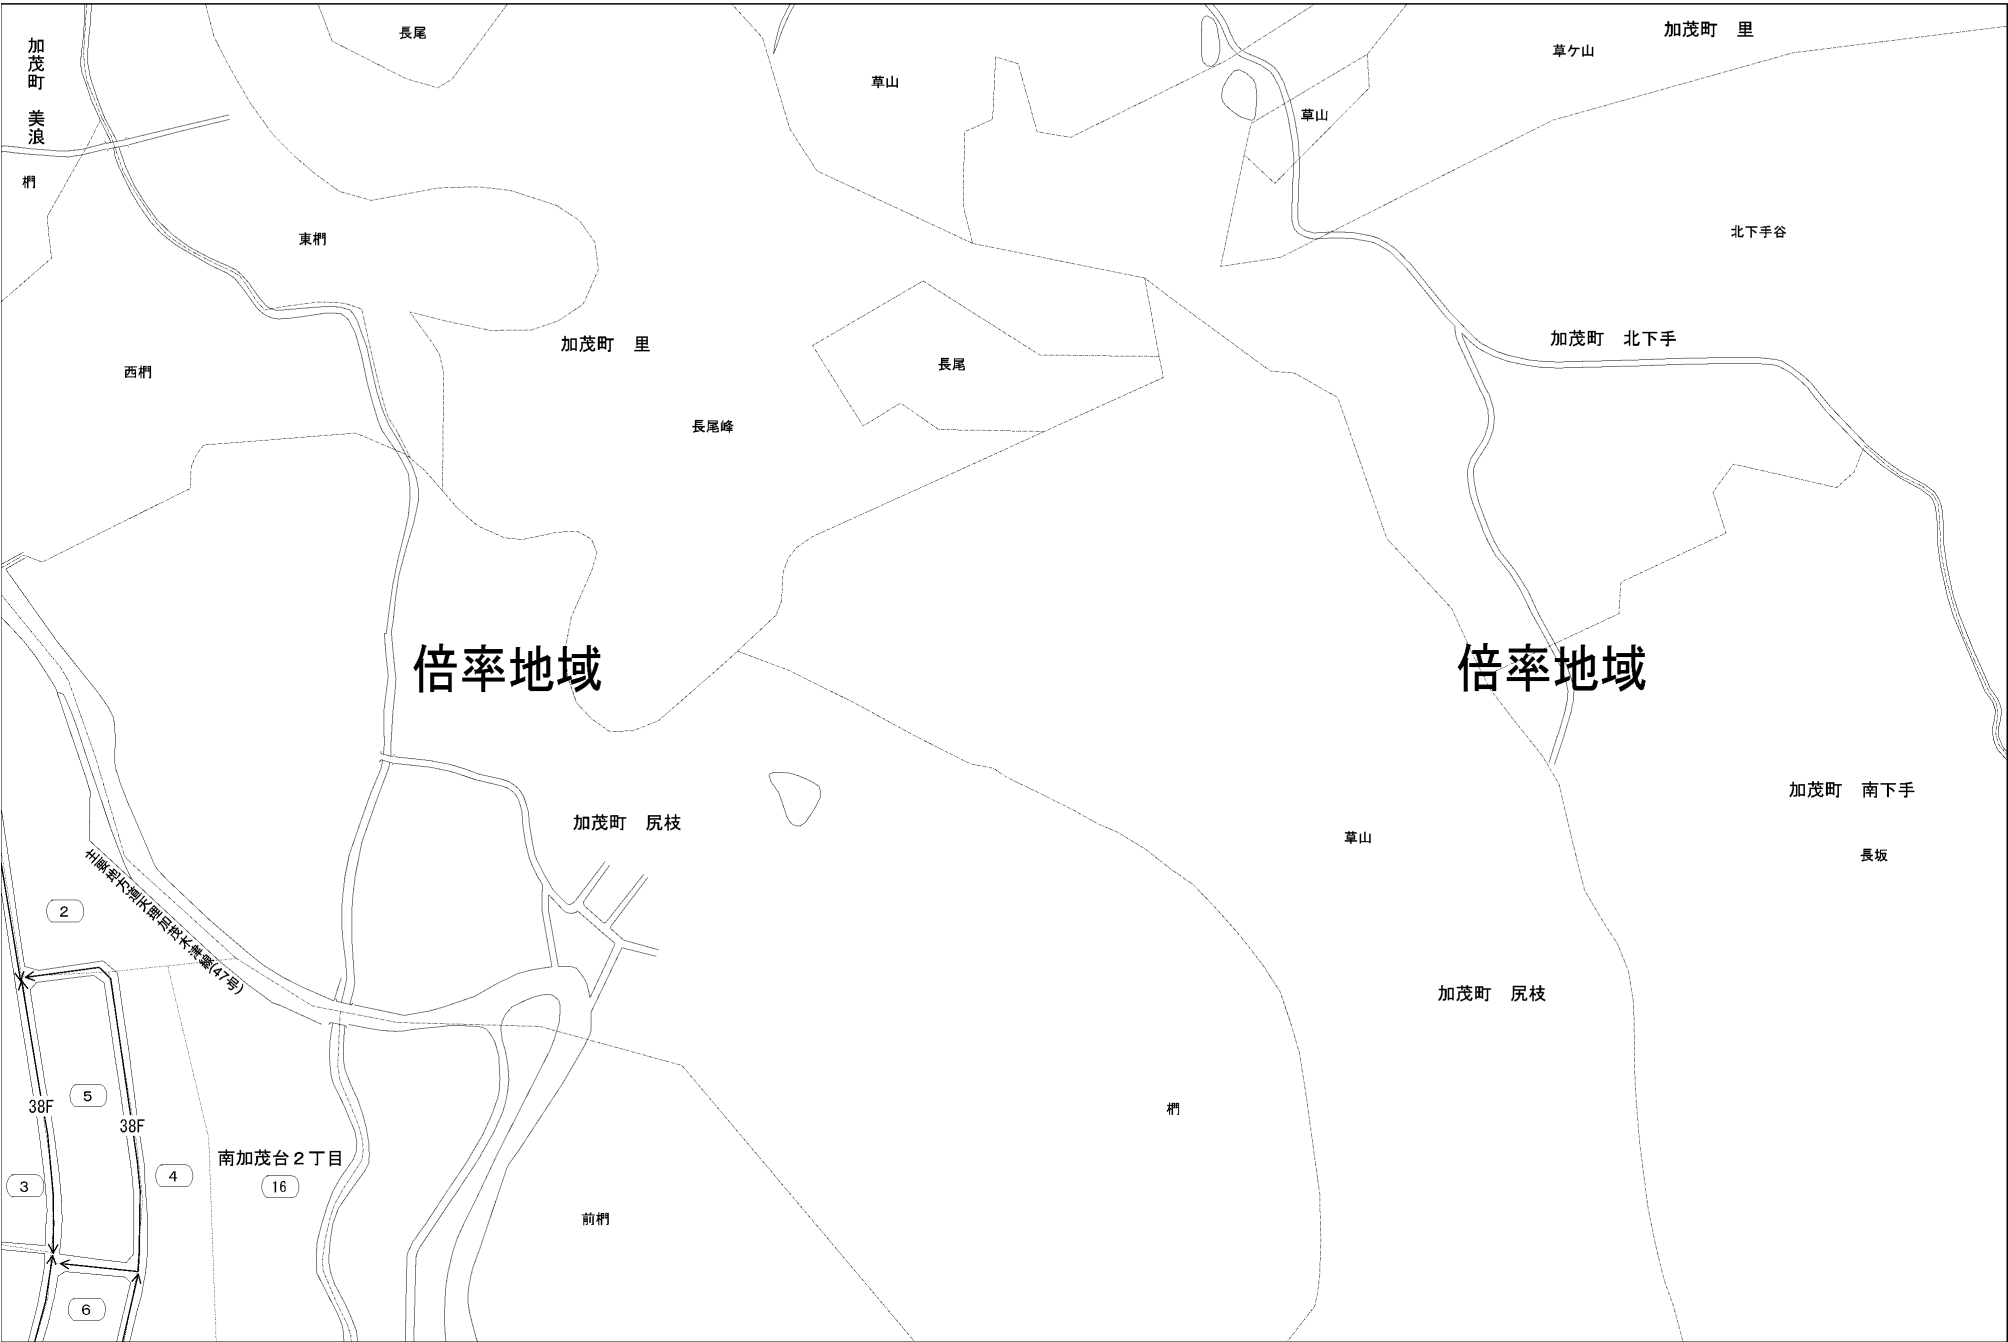 加茂町　美浪
長尾
草山
草ケ山
加茂町　里
草山
椚
東椚
北下手谷
加茂町　里
加茂町　北下手
西椚
長尾
長尾峰
倍率地域
倍率地域
加茂町　南下手
加茂町　尻枝
草山
長坂
主要地方道天理加茂木津線(47号)
2
加茂町　尻枝
5
38F
38F
椚
南加茂台２丁目
4
3
16
前椚
6